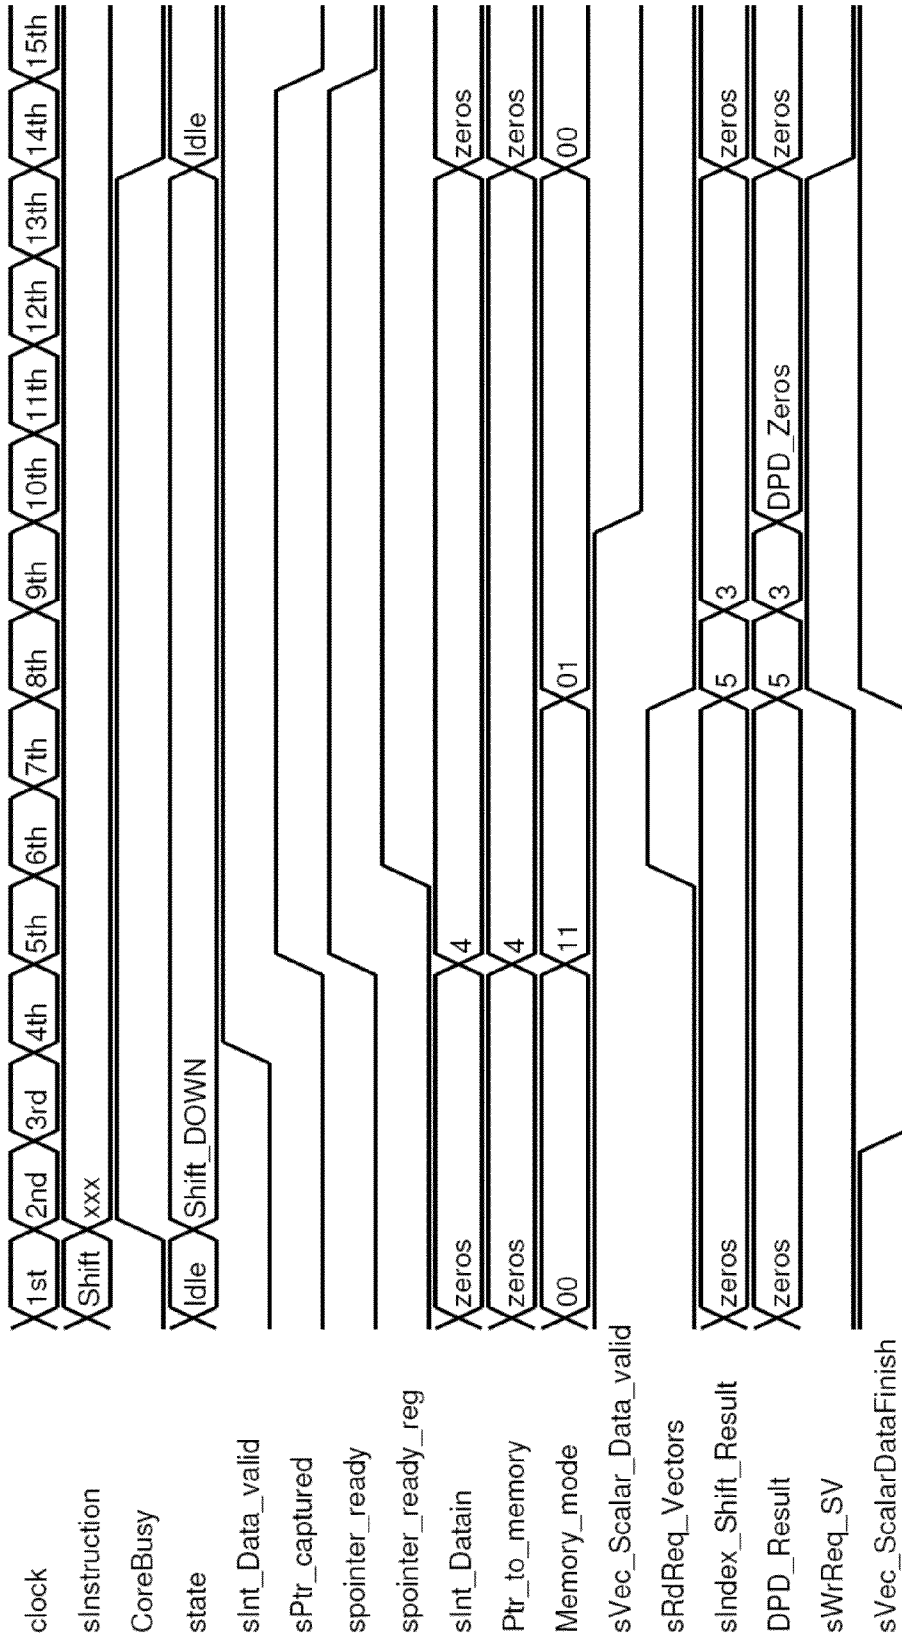 clock 1st 2nd 3rd 4th 5th 6th 7th 8th 9th 10th 11th 12th 13th 14th 15th
sInstruction Shift xxx
CoreBusy
state Idle Shift_DOWN Idle
sInt_Data_valid
sPtr_captured
spointer_ready
spointer_ready_reg
sInt_Datain zeros 4 zeros
Ptr_to_memory zeros 4 zeros
Memory_mode 00 11 01 00
sVec_Scalar_Data_valid
sRdReq_Vectors
sIndex_Shift_Result zeros 5 3 zeros
DPD_Result zeros 5 3 DPD_Zeros zeros
sWrReq_SV
sVec_ScalarDataFinish